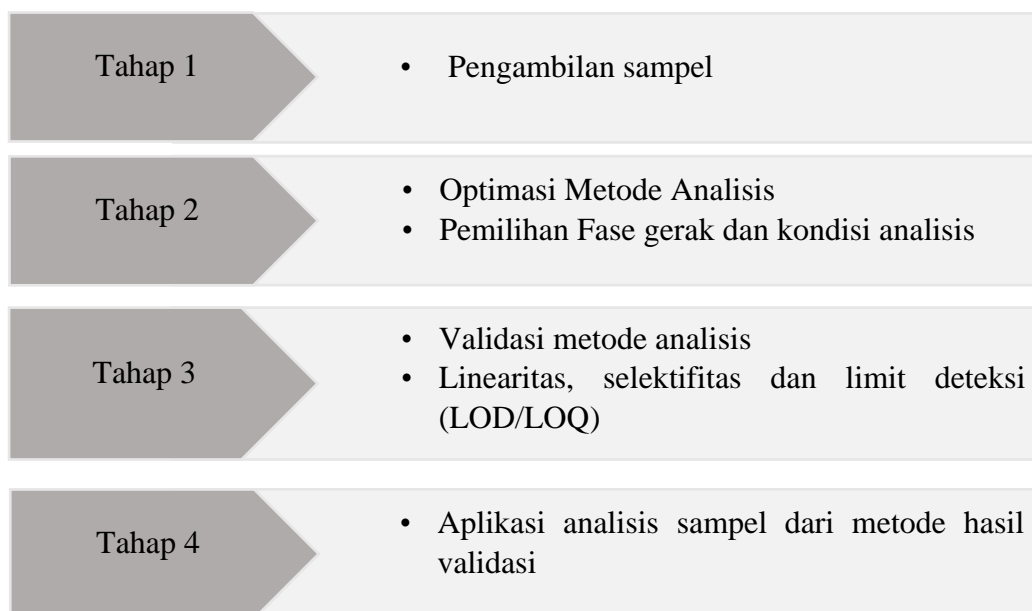 Tahap 1
• Pengambilan sampel
Tahap 2
• Optimasi Metode Analisis
• Pemilihan Fase gerak dan kondisi analisis
Tahap 3
• Validasi metode analisis
• Linearitas, selektifitas dan limit deteksi
(LOD/LOQ)
Tahap 4
• Aplikasi analisis sampel dari metode hasil
validasi